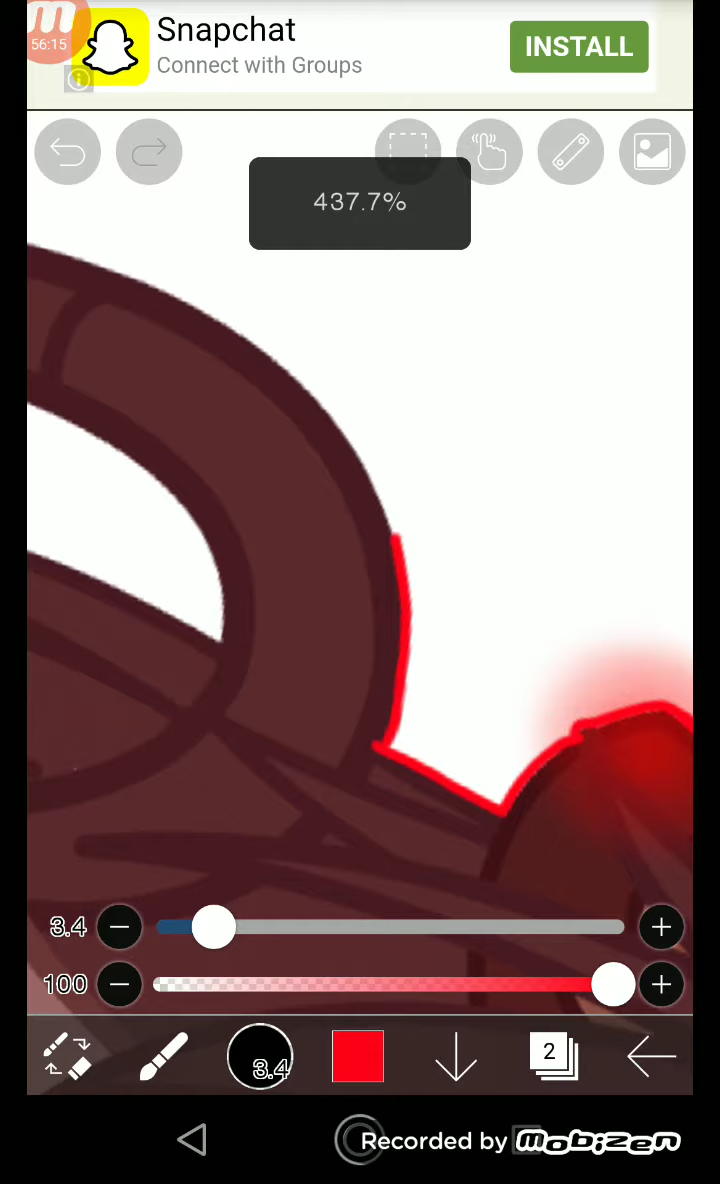 56:15
Snapchat
Connect with Groups
INSTALL
437.7%
3.4
100
3.4
2
Recorded by Mobizen